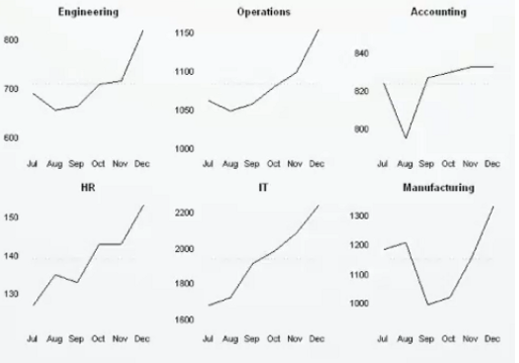 Engineering Operations Accounting
800 1150 840
700 1100 820
600 1050 800
1000
Jul Aug Sep Oct Nov Dec Jul Aug Sep Oct Nov Dec Jul Aug Sep Oct Nov Dec
HR IT Manufacturing
150 2200 1300
140 2000 1200
130 1800 1100
1600 1000
Jul Aug Sep Oct Nov Dec Jul Aug Sep Oct Nov Dec Jul Aug Sep Oct Nov Dec